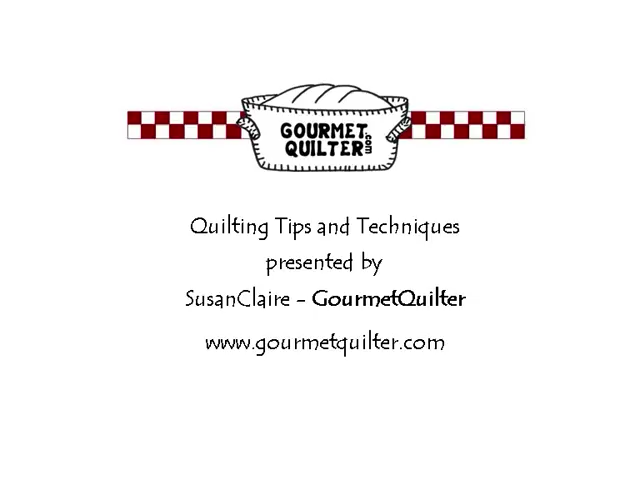 GOURMET
QUILTER.com
Quilting Tips and Techniques
presented by
SusanClaire - GourmetQuilter
www.gourmetquilter.com